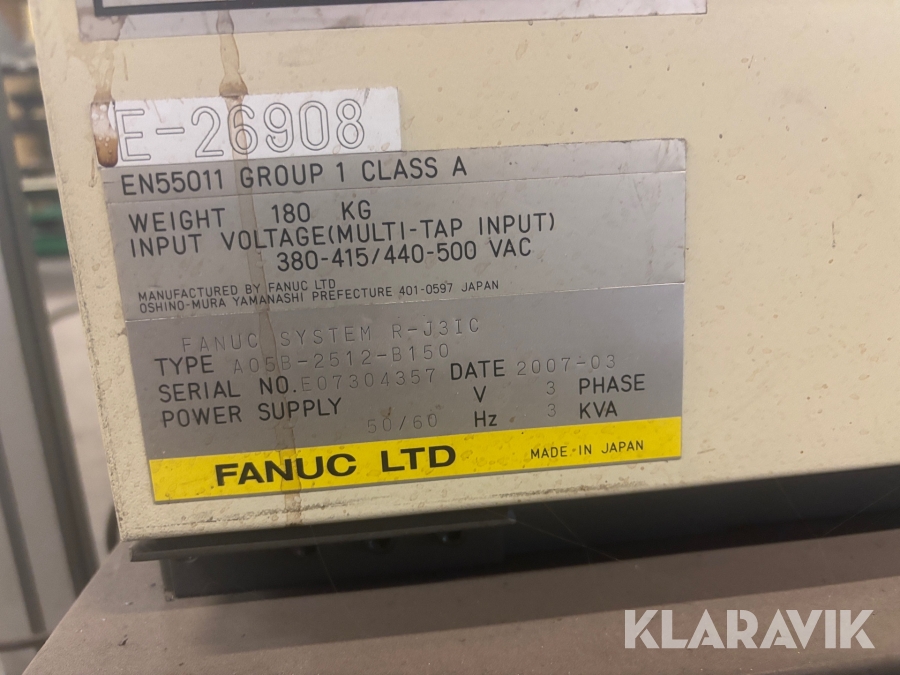 E-26908
EN55011 GROUP 1 CLASS A
WEIGHT 180 KG
INPUT VOLTAGE(MULTI-TAP INPUT)
380-415/440-500 VAC
MANUFACTURED BY FANUC LTD
OSHINO-MURA YAMANASHI PREFECTURE 401-0597 JAPAN
FANUC SYSTEM R-J3IC
TYPE A05B-2512-B150
SERIAL NO.E07304357 DATE 2007-03
POWER SUPPLY V 3 PHASE
50/60 Hz 3 KVA
FANUC LTD MADE IN JAPAN
KLARAVIK